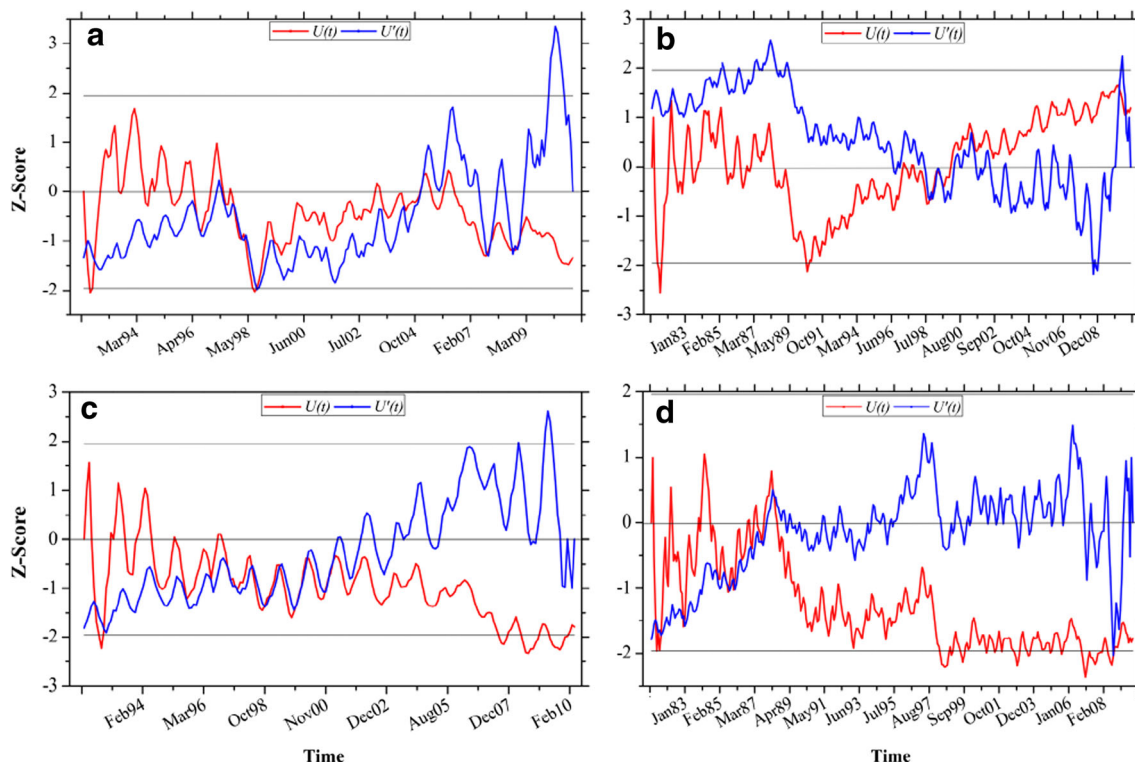 a
U(t) U'(t)
Z-Score
3
2
1
0
-1
-2
Mar94 Apr96 May98 Jun00 Jul02 Oct04 Feb07 Mar09
b
U(t) U'(t)
3
2
1
0
-1
-2
-3
Jan83 Feb85 Mar87 May89 Oct91 Mar94 Jun96 Jul98 Aug00 Sep02 Oct04 Nov06 Dec08
c
U(t) U'(t)
Z-Score
3
2
1
0
-1
-2
-3
Feb94 Mar96 Oct98 Nov00 Dec02 Aug05 Dec07 Feb10
Time
d
U(t) U'(t)
2
1
0
-1
-2
Jan83 Feb85 Mar87 Apr89 May91 Jun93 Jul95 Aug97 Sep99 Oct01 Dec03 Jan06 Feb08
Time